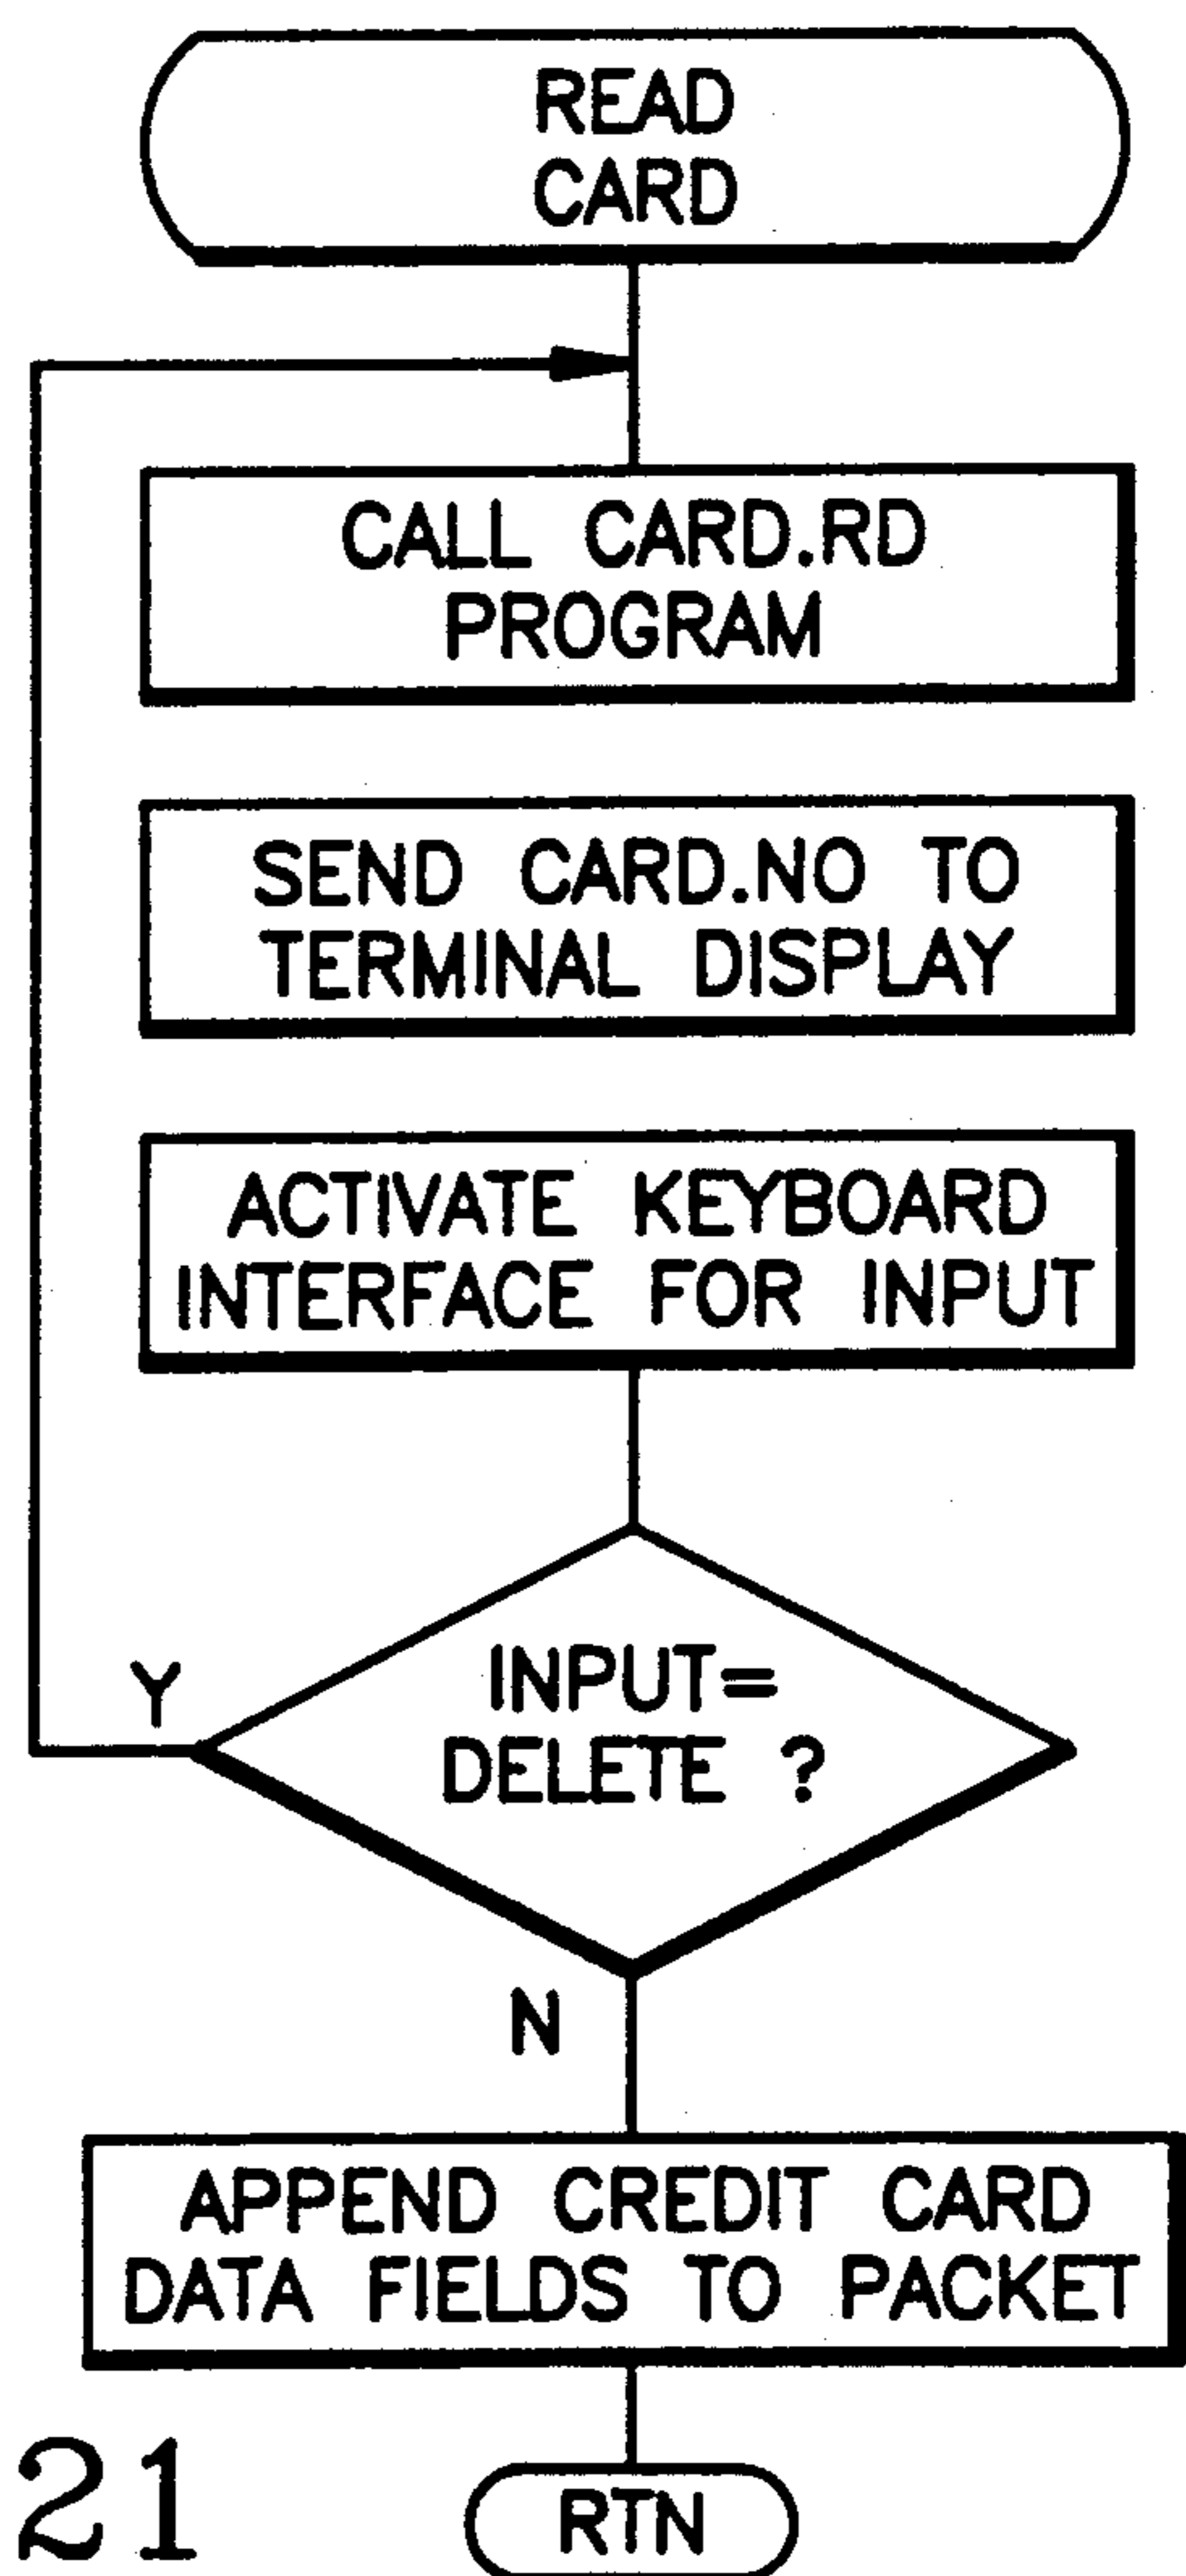 READ
CARD
CALL CARD.RD
PROGRAM
SEND CARD.NO TO
TERMINAL DISPLAY
ACTIVATE KEYBOARD
INTERFACE FOR INPUT
INPUT=
DELETE ?
Y
N
APPEND CREDIT CARD
DATA FIELDS TO PACKET
RTN
21